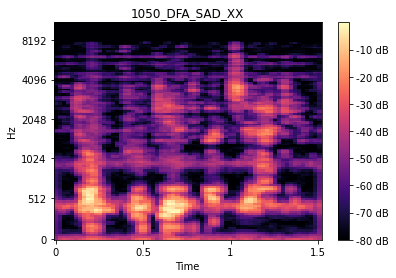 1050_DFA_SAD_XX
8192
4096
2048
1024
512
0
Hz
0
0.5
1
1.5
Time
-10 dB
-20 dB
-30 dB
-40 dB
-50 dB
-60 dB
-70 dB
-80 dB